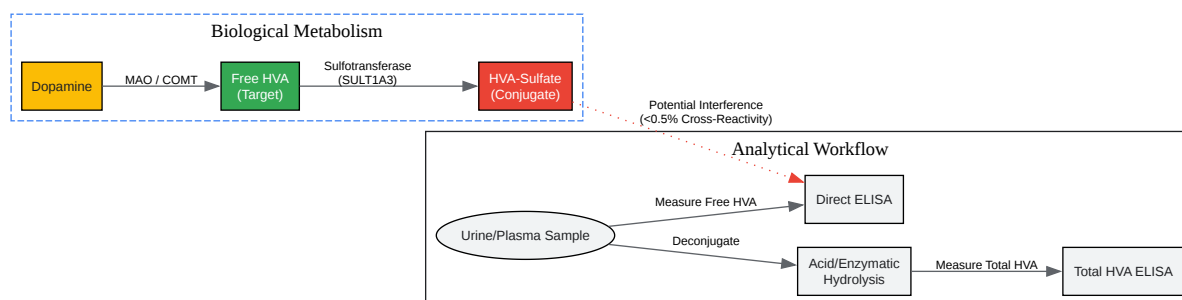 Biological Metabolism
Dopamine
MAO / COMT
Free HVA
(Target)
Sulfotransferase
(SULT1A3)
HVA-Sulfate
(Conjugate)
Potential Interference
(<0.5% Cross-Reactivity)
Analytical Workflow
Urine/Plasma Sample
Measure Free HVA
Direct ELISA
Deconjugate
Acid/Enzymatic
Hydrolysis
Measure Total HVA
Total HVA ELISA